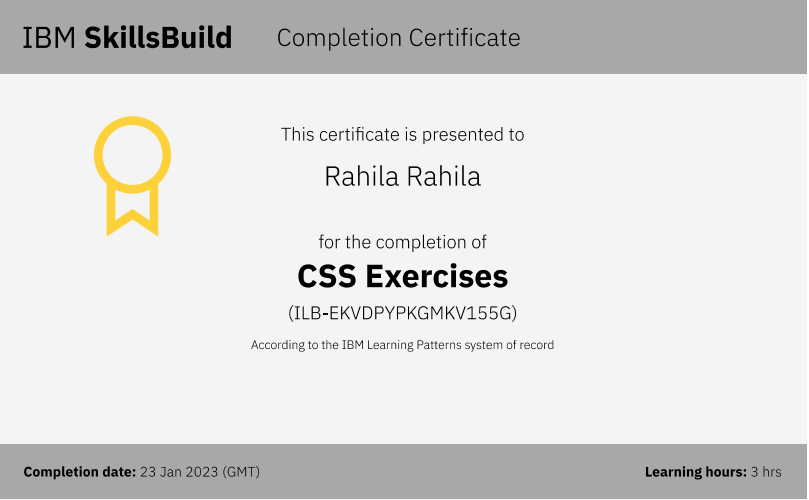 IBM SkillsBuild Completion Certificate
This certificate is presented to
Rahila Rahila
for the completion of
CSS Exercises
(ILB-EKVDPYPKGMKV155G)
According to the IBM Learning Patterns system of record
Completion date: 23 Jan 2023 (GMT)
Learning hours: 3 hrs